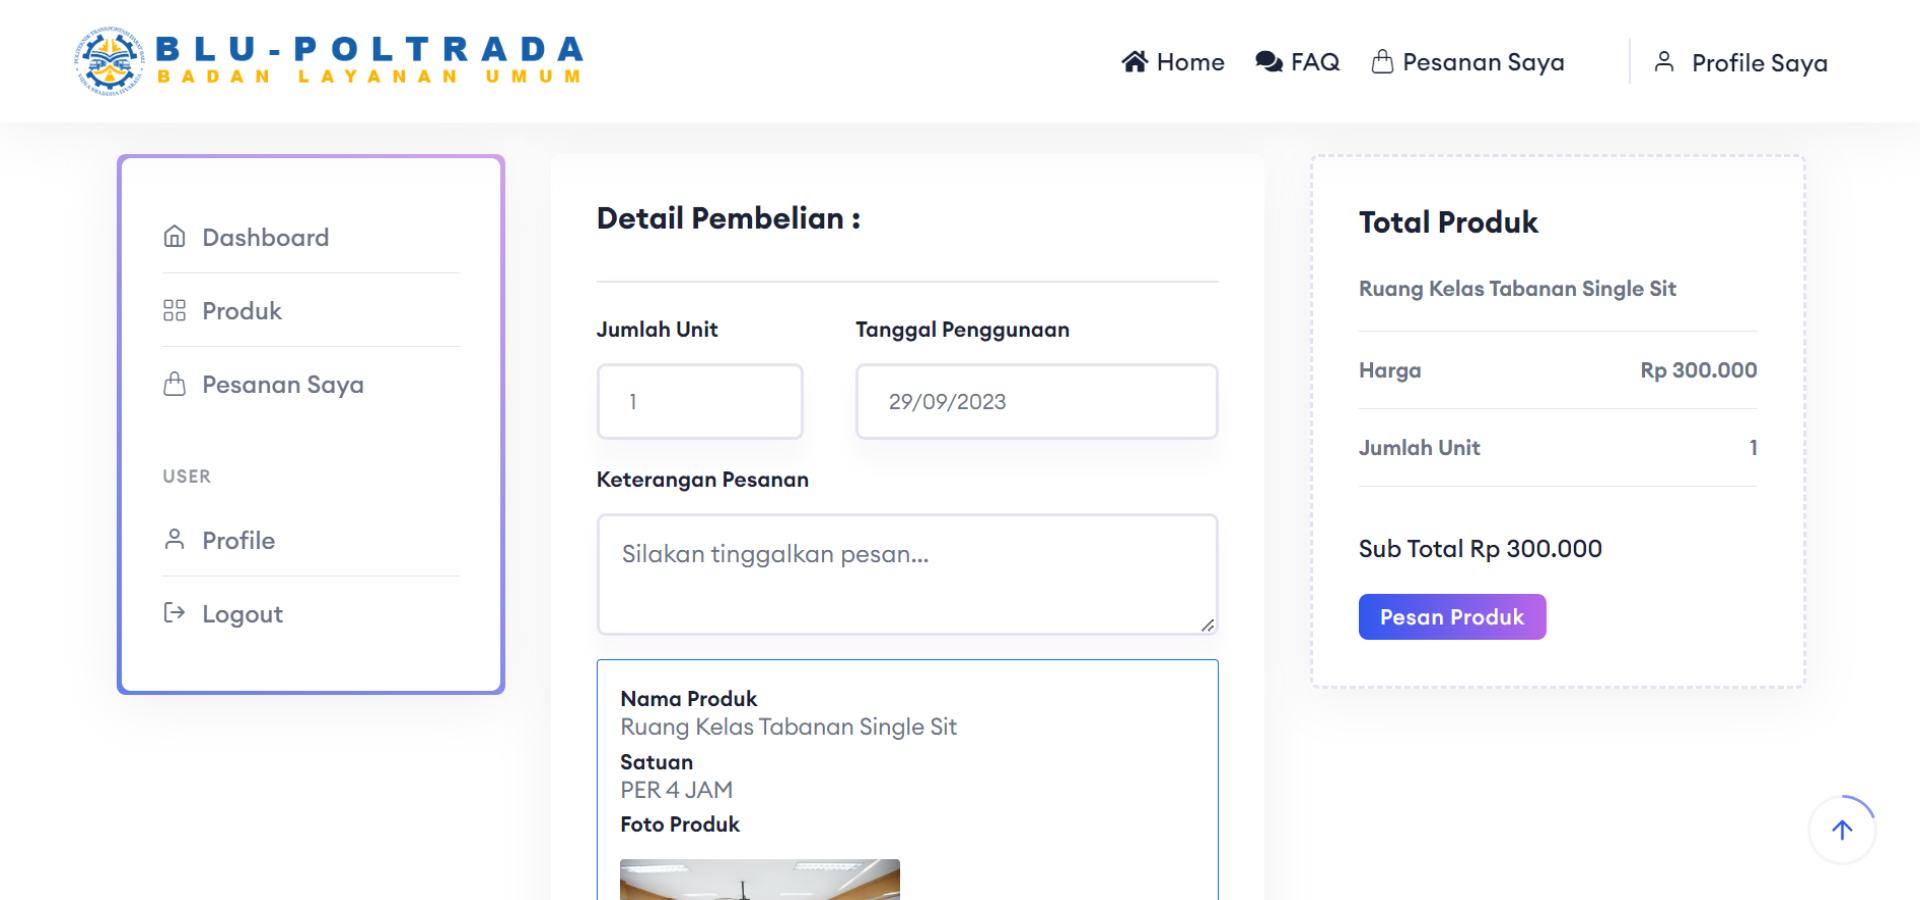 BLU-POLTRADA
BADAN LAYANAN UMUM
Home
FAQ
Pesanan Saya
Profile Saya
Dashboard
Produk
Pesanan Saya
USER
Profile
Logout
Detail Pembelian :
Jumlah Unit
Tanggal Penggunaan
1
29/09/2023
Keterangan Pesanan
Silakan tinggalkan pesan...
Nama Produk
Ruang Kelas Tabanan Single Sit
Satuan
PER 4 JAM
Foto Produk
Total Produk
Ruang Kelas Tabanan Single Sit
Harga Rp 300.000
Jumlah Unit 1
Sub Total Rp 300.000
Pesan Produk